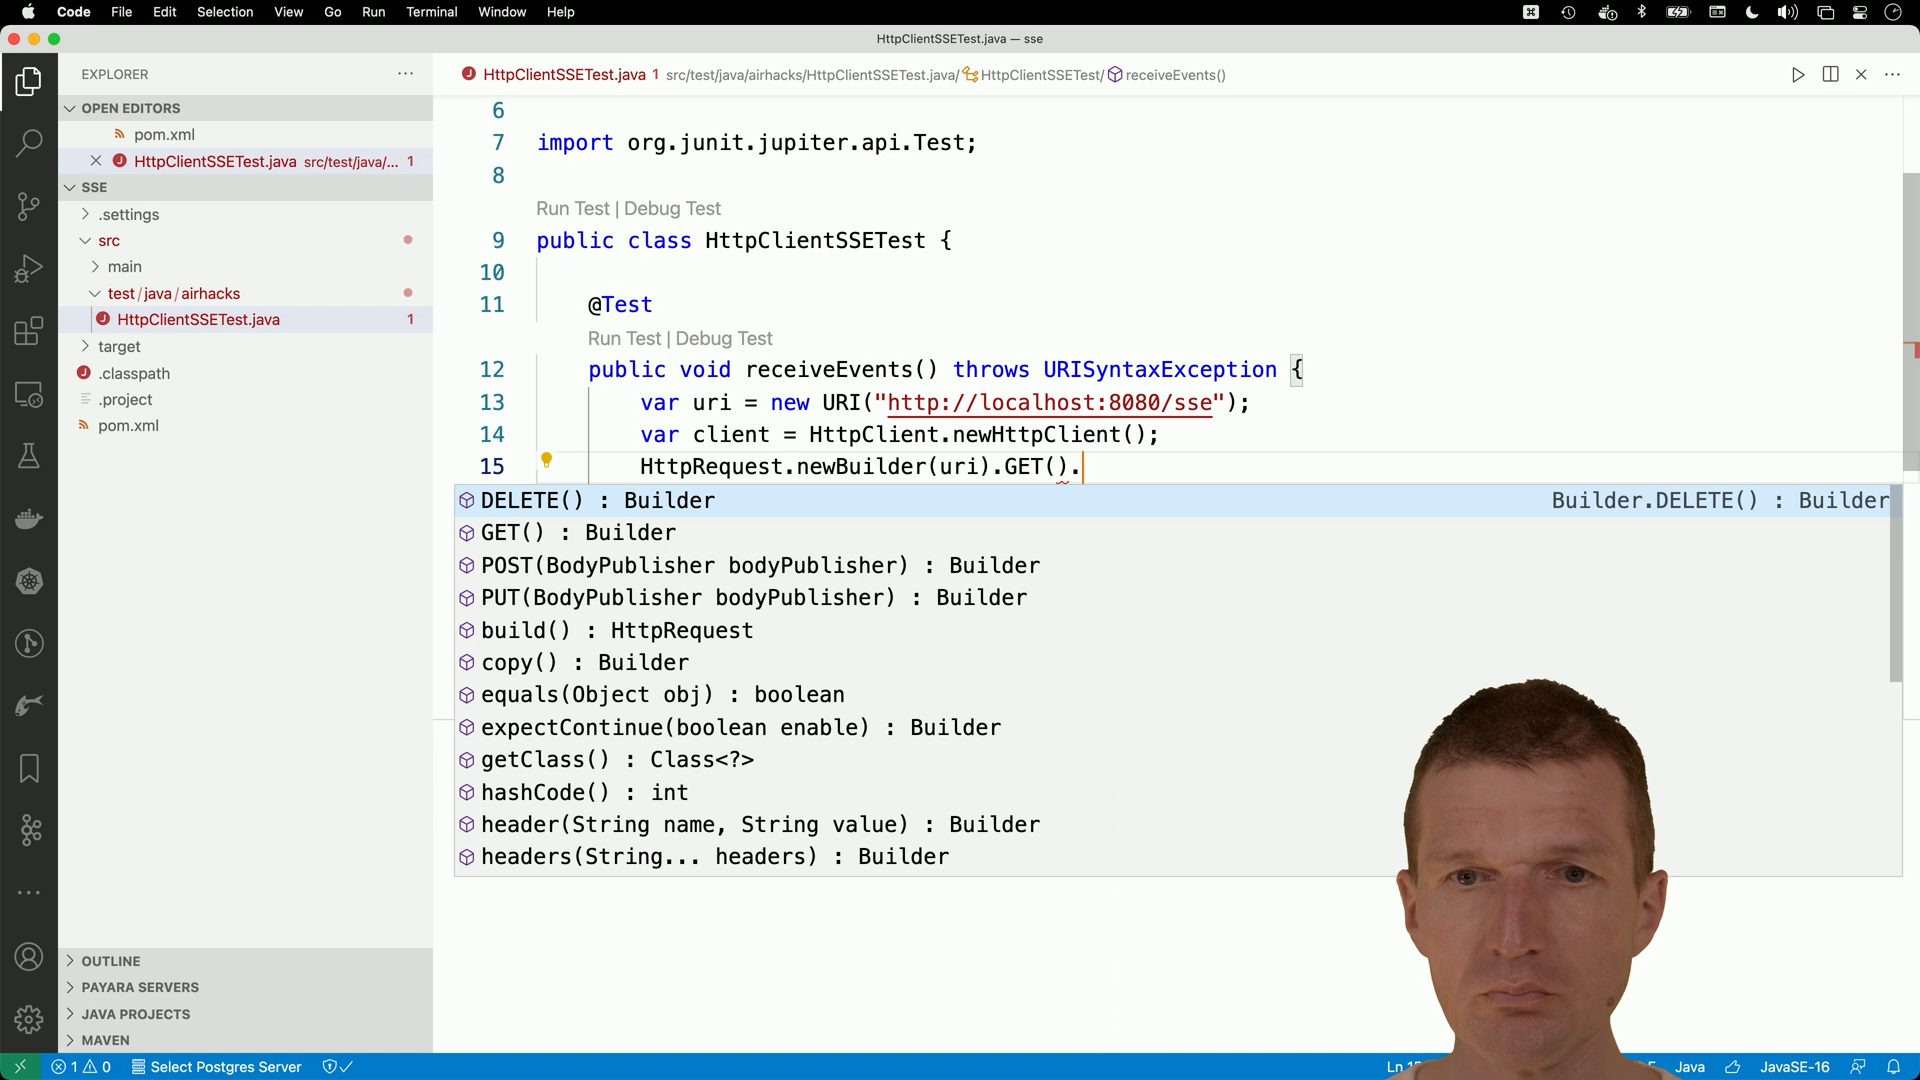 Code File Edit Selection View Go Run Terminal Window Help
HttpClientSSETest.java — sse
EXPLORER
HttpClientSSETest.java 1 src/test/java/airhacks/HttpClientSSETest.java/ HttpClientSSETest/ receiveEvents()
OPEN EDITORS
pom.xml
HttpClientSSETest.java src/test/java/... 1
SSE
.settings
src
main
test/java/airhacks
HttpClientSSETest.java 1
target
.classpath
.project
pom.xml
6
7 import org.junit.jupiter.api.Test;
8
Run Test | Debug Test
9 public class HttpClientSSETest {
10
11 @Test
Run Test | Debug Test
12 public void receiveEvents() throws URISyntaxException {
13 var uri = new URI("http://localhost:8080/sse");
14 var client = HttpClient.newHttpClient();
15 HttpRequest.newBuilder(uri).GET().
DELETE() : Builder Builder.DELETE() : Builder
GET() : Builder
POST(BodyPublisher bodyPublisher) : Builder
PUT(BodyPublisher bodyPublisher) : Builder
build() : HttpRequest
copy() : Builder
equals(Object obj) : boolean
expectContinue(boolean enable) : Builder
getClass() : Class<?>
hashCode() : int
header(String name, String value) : Builder
headers(String... headers) : Builder
OUTLINE
PAYARA SERVERS
JAVA PROJECTS
MAVEN
1 0 Select Postgres Server Java JavaSE-16